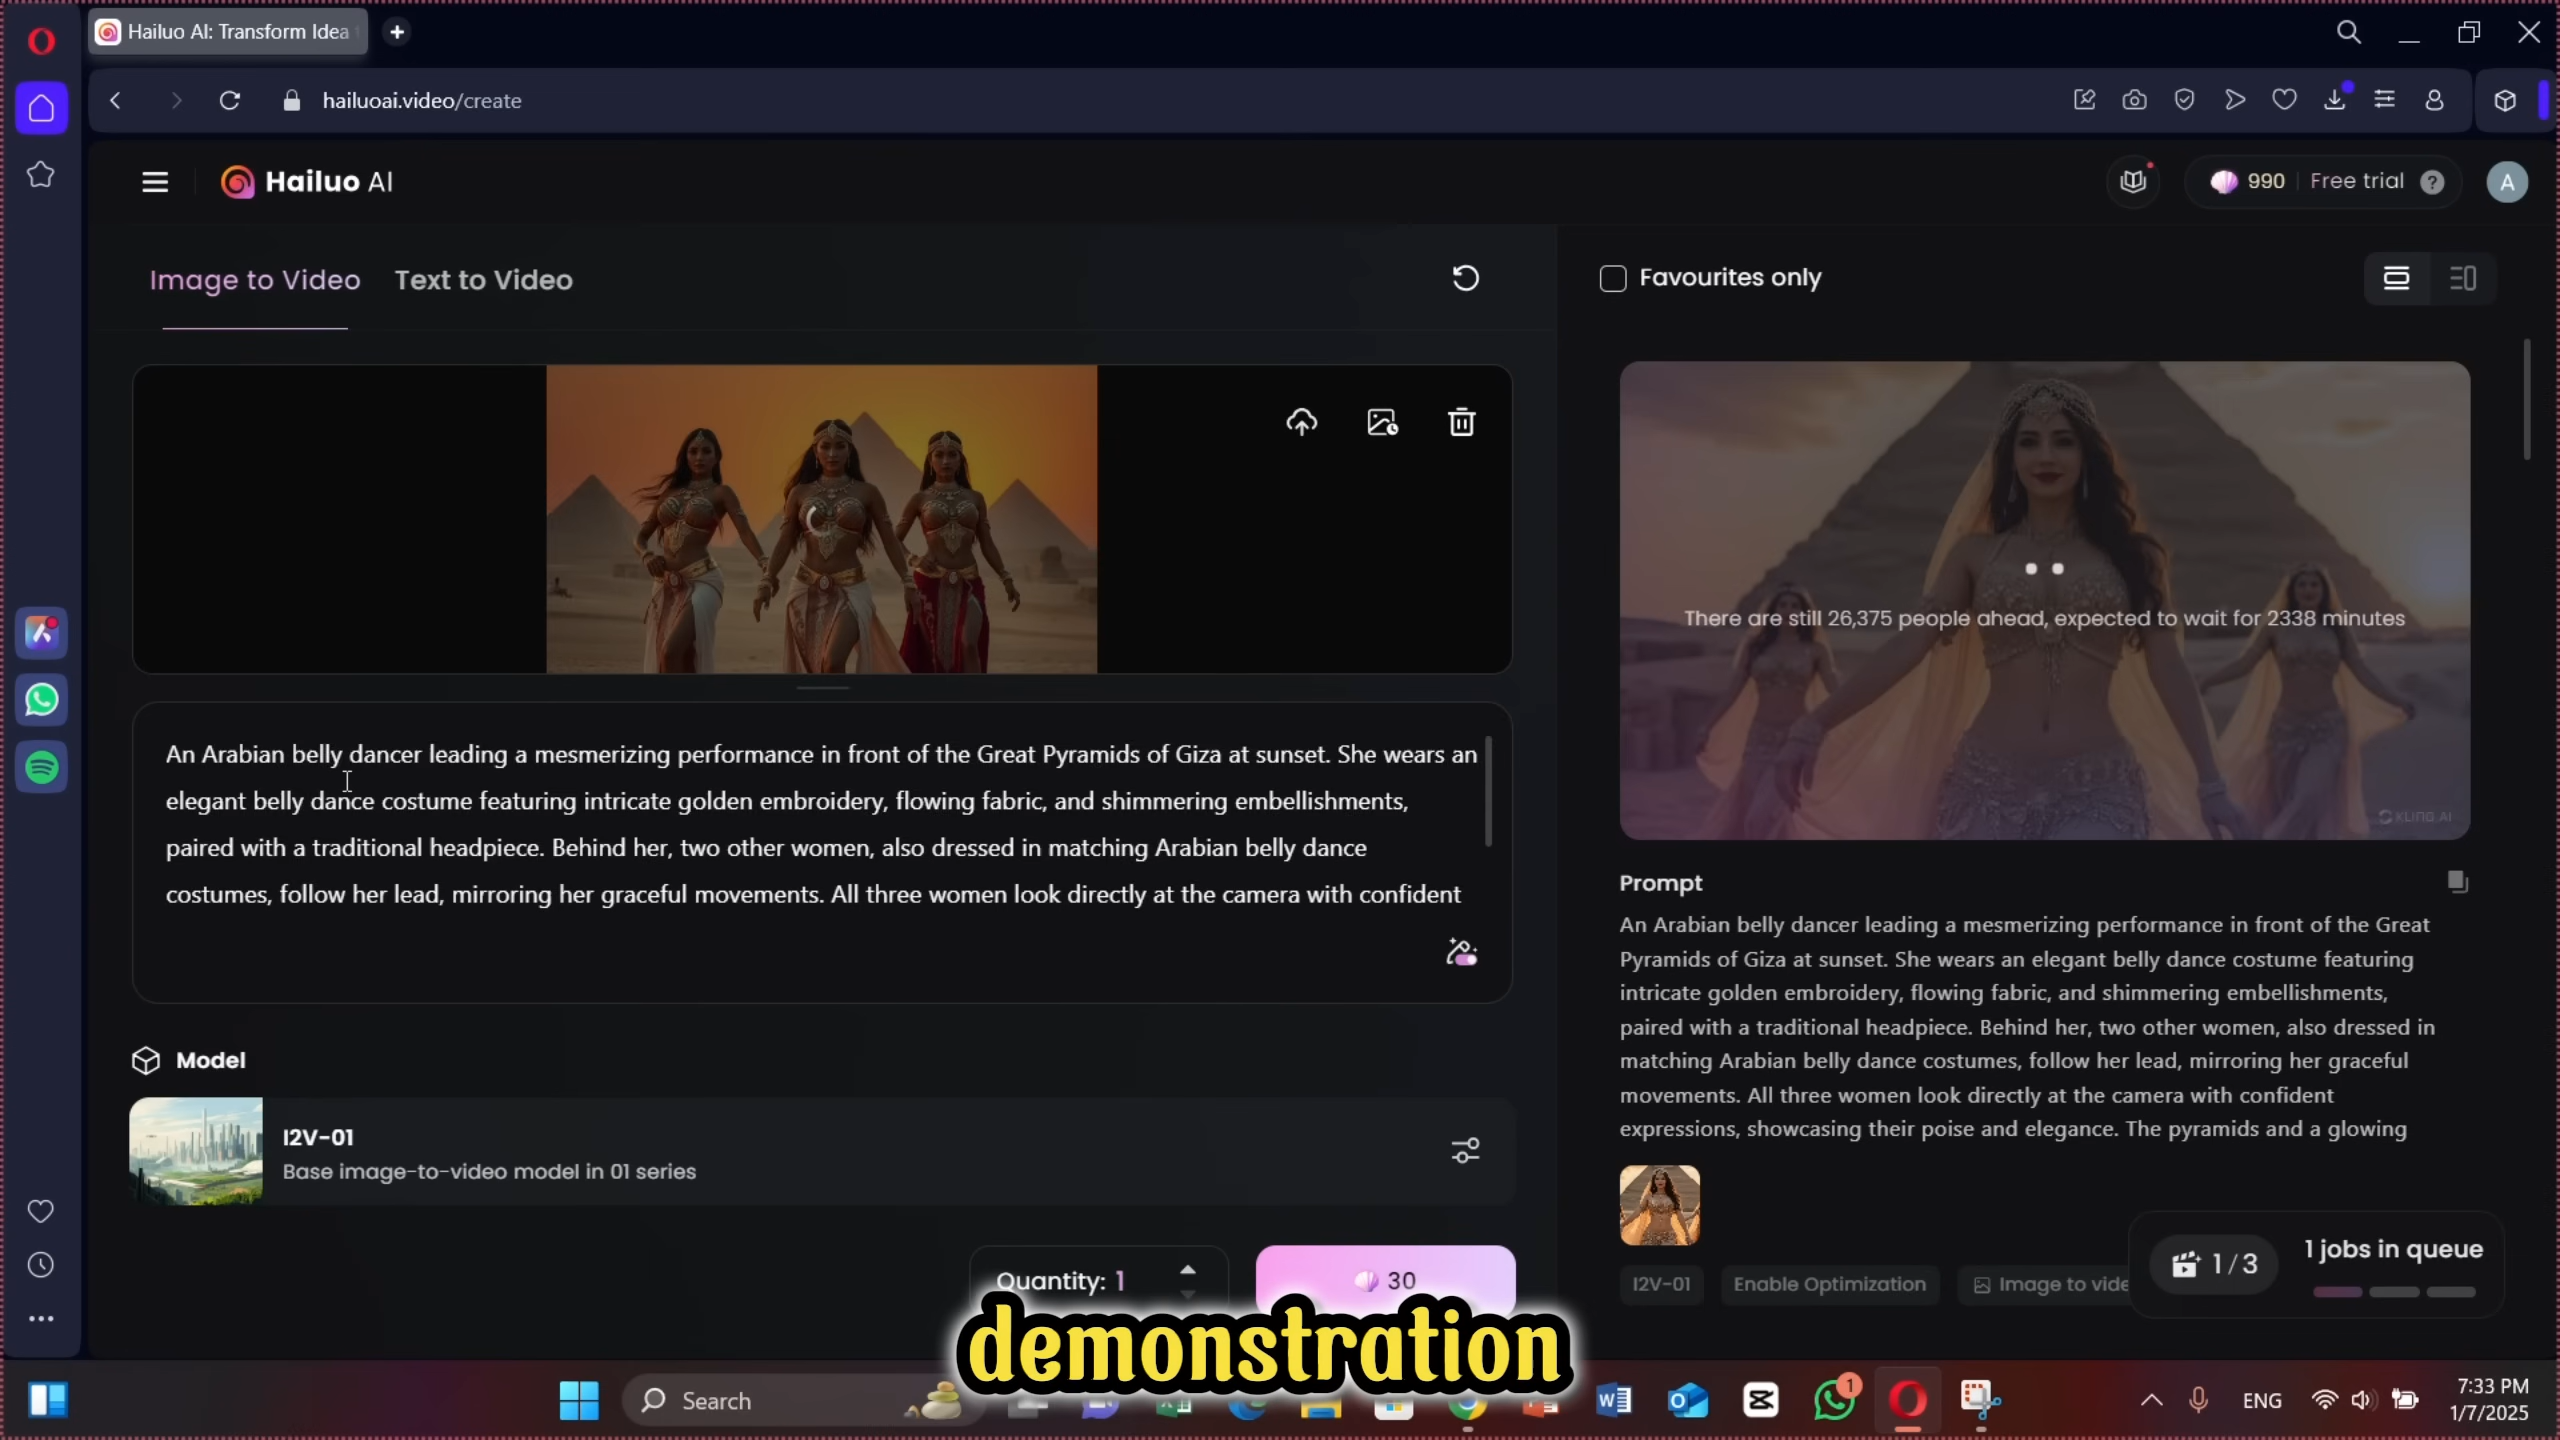 Hailuo AI: Transform Idea
hailuoai.video/create
Hailuo AI
990
Free trial
?
A
Image to Video
Text to Video
Favourites only
There are still 26,375 people ahead, expected to wait for 2338 minutes
KLING AI
An Arabian belly dancer leading a mesmerizing performance in front of the Great Pyramids of Giza at sunset. She wears an
elegant belly dance costume featuring intricate golden embroidery, flowing fabric, and shimmering embellishments,
paired with a traditional headpiece. Behind her, two other women, also dressed in matching Arabian belly dance
costumes, follow her lead, mirroring her graceful movements. All three women look directly at the camera with confident
Model
I2V-01
Base image-to-video model in 01 series
Quantity: 1
30
Prompt
An Arabian belly dancer leading a mesmerizing performance in front of the Great
Pyramids of Giza at sunset. She wears an elegant belly dance costume featuring
intricate golden embroidery, flowing fabric, and shimmering embellishments,
paired with a traditional headpiece. Behind her, two other women, also dressed in
matching Arabian belly dance costumes, follow her lead, mirroring her graceful
movements. All three women look directly at the camera with confident
expressions, showcasing their poise and elegance. The pyramids and a glowing
I2V-01
Enable Optimization
Image to vide
1/3
1 jobs in queue
demonstration
Search
1
ENG
7:33 PM
1/7/2025